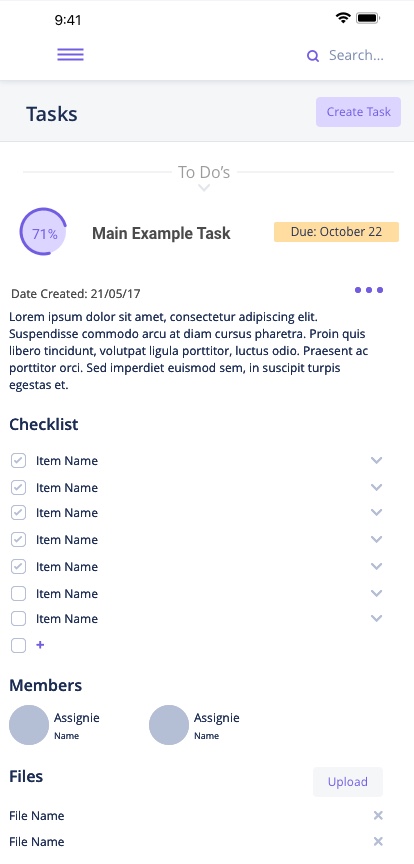 9:41
Search...
Tasks
Create Task
To Do's
71%
Main Example Task
Due: October 22
Date Created: 21/05/17
Lorem ipsum dolor sit amet, consectetur adipiscing elit.
Suspendisse commodo arcu at diam cursus pharetra. Proin quis
libero tincidunt, volutpat ligula porttitor, luctus odio. Praesent ac
porttitor orci. Sed imperdiet euismod sem, in suscipit turpis
egestas et.
Checklist
Item Name
Item Name
Item Name
Item Name
Item Name
Item Name
Item Name
+
Members
Assignie
Name
Assignie
Name
Files
Upload
File Name
File Name